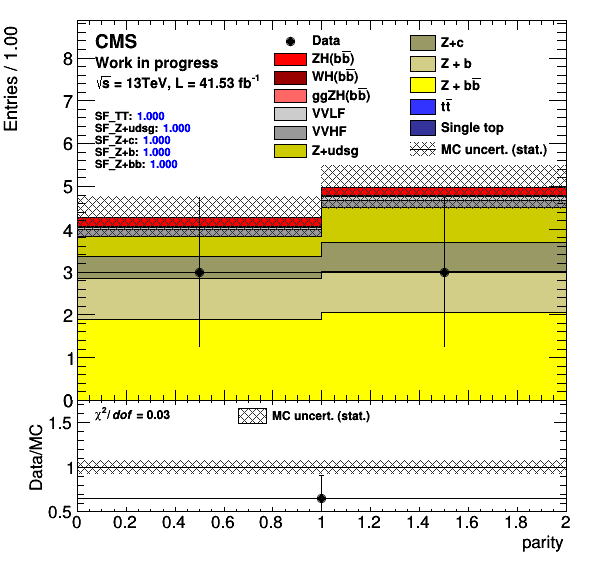 Entries / 1.00
CMS
Work in progress
√s = 13TeV, L = 41.53 fb⁻¹
SF_TT: 1.000
SF_Z+udsg: 1.000
SF_Z+c: 1.000
SF_Z+b: 1.000
SF_Z+bb: 1.000
Data
ZH(bb̅)
WH(bb̅)
ggZH(bb̅)
VVLF
VVHF
Z+udsg
Z+c
Z + b
Z + bb̅
tt̅
Single top
MC uncert. (stat.)
8
7
6
5
4
3
2
1
0
Data/MC
χ²/dof = 0.03
MC uncert. (stat.)
1.5
1
0.5
0 0.2 0.4 0.6 0.8 1 1.2 1.4 1.6 1.8 2
parity